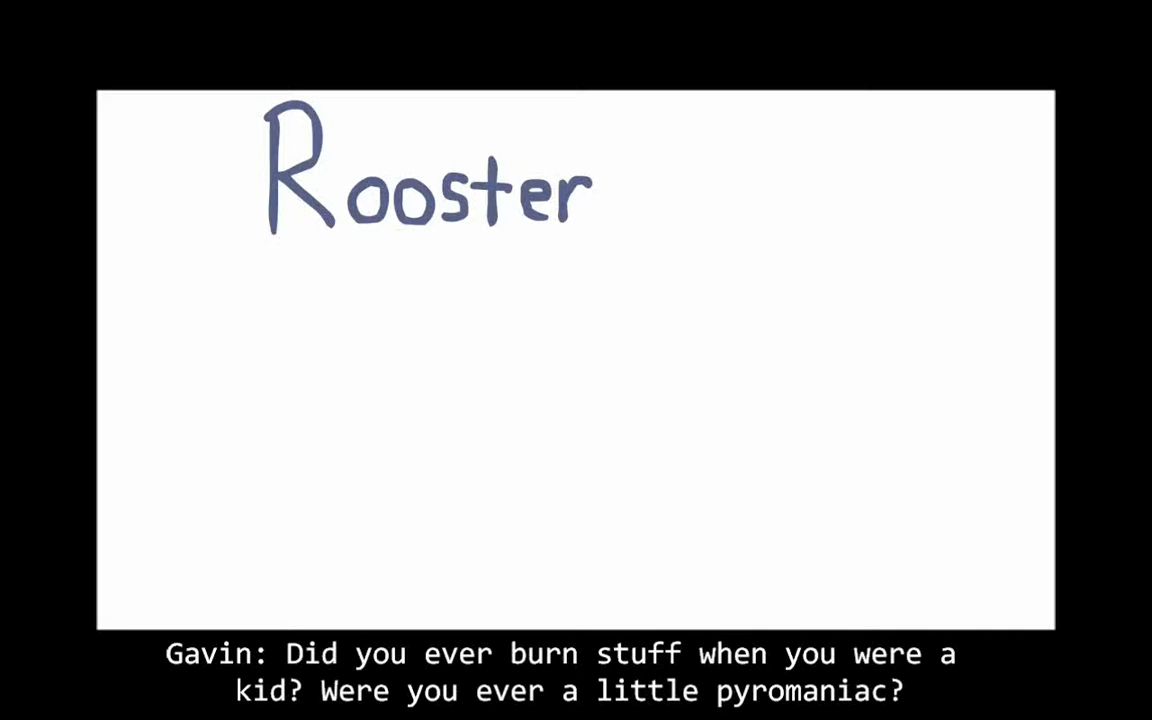 Rooster
Gavin: Did you ever burn stuff when you were a
kid? Were you ever a little pyromaniac?